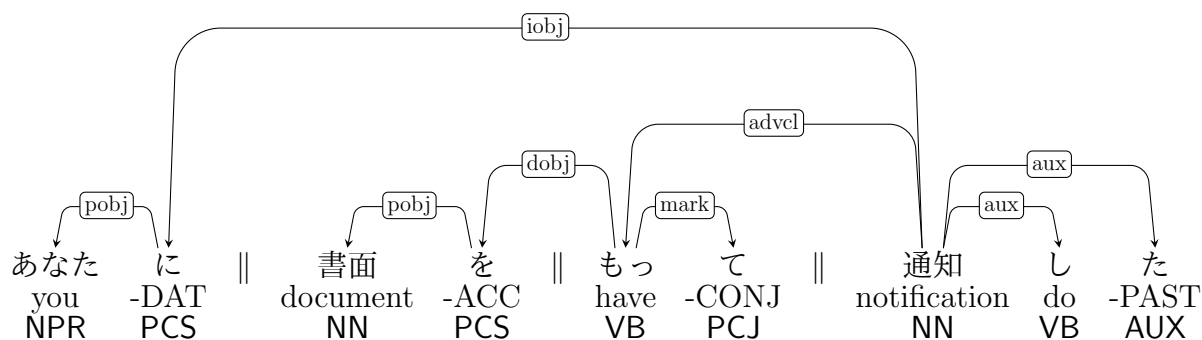 iobj
advcl
dobj aux
pobj pobj mark aux
あなた に ‖ 書面 を ‖ もっ て ‖ 通知 し た
you -DAT document -ACC have -CONJ notification do -PAST
NPR PCS NN PCS VB PCJ NN VB AUX